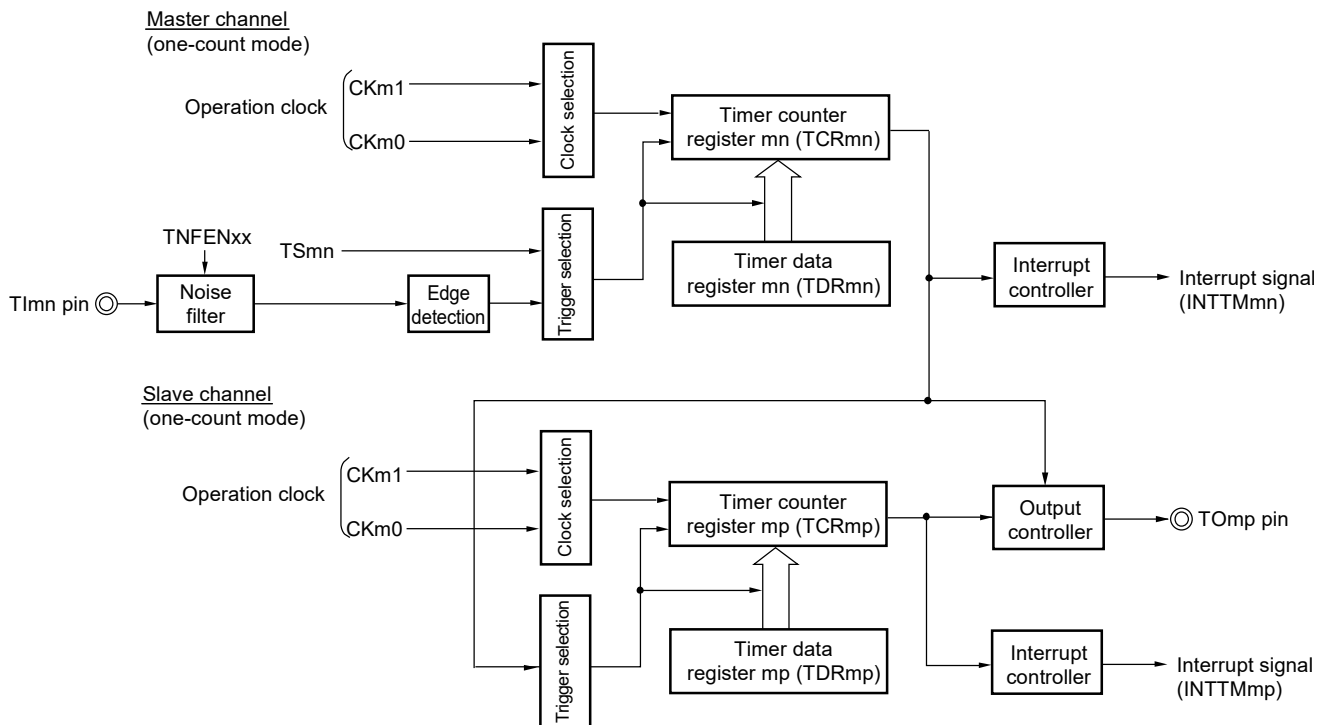 Master channel
(one-count mode)
Operation clock
CKm1
CKm0
Clock selection
Timer counter
register mn (TCRmn)
TNFENxx
TSmn
TImn pin
Noise
filter
Edge
detection
Trigger selection
Timer data
register mn (TDRmn)
Interrupt
controller
Interrupt signal
(INTTMmn)
Slave channel
(one-count mode)
Operation clock
CKm1
CKm0
Clock selection
Timer counter
register mp (TCRmp)
Output
controller
TOmp pin
Trigger selection
Timer data
register mp (TDRmp)
Interrupt
controller
Interrupt signal
(INTTMmp)